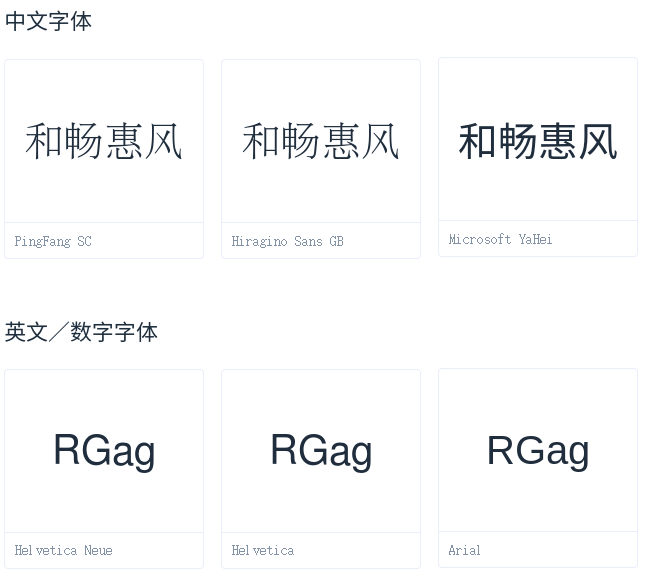 中文字体
和畅惠风
和畅惠风
和畅惠风
PingFang SC
Hiragino Sans GB
Microsoft YaHei
英文／数字字体
RGag
RGag
RGag
Helvetica Neue
Helvetica
Arial